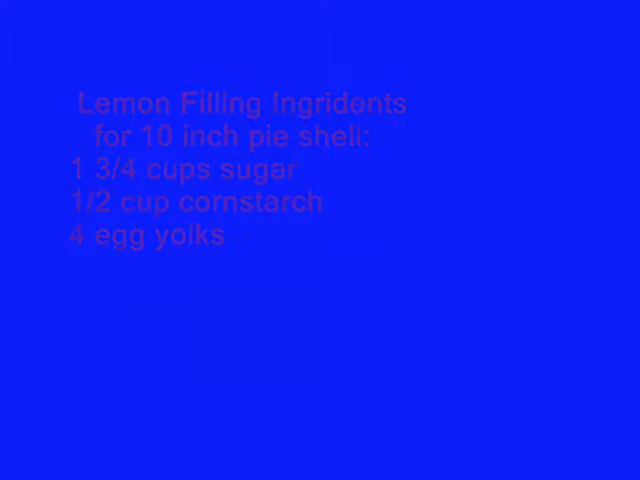 Lemon Filling Ingridents
for 10 inch pie shell:
1 3/4 cups sugar
1/2 cup cornstarch
4 egg yolks